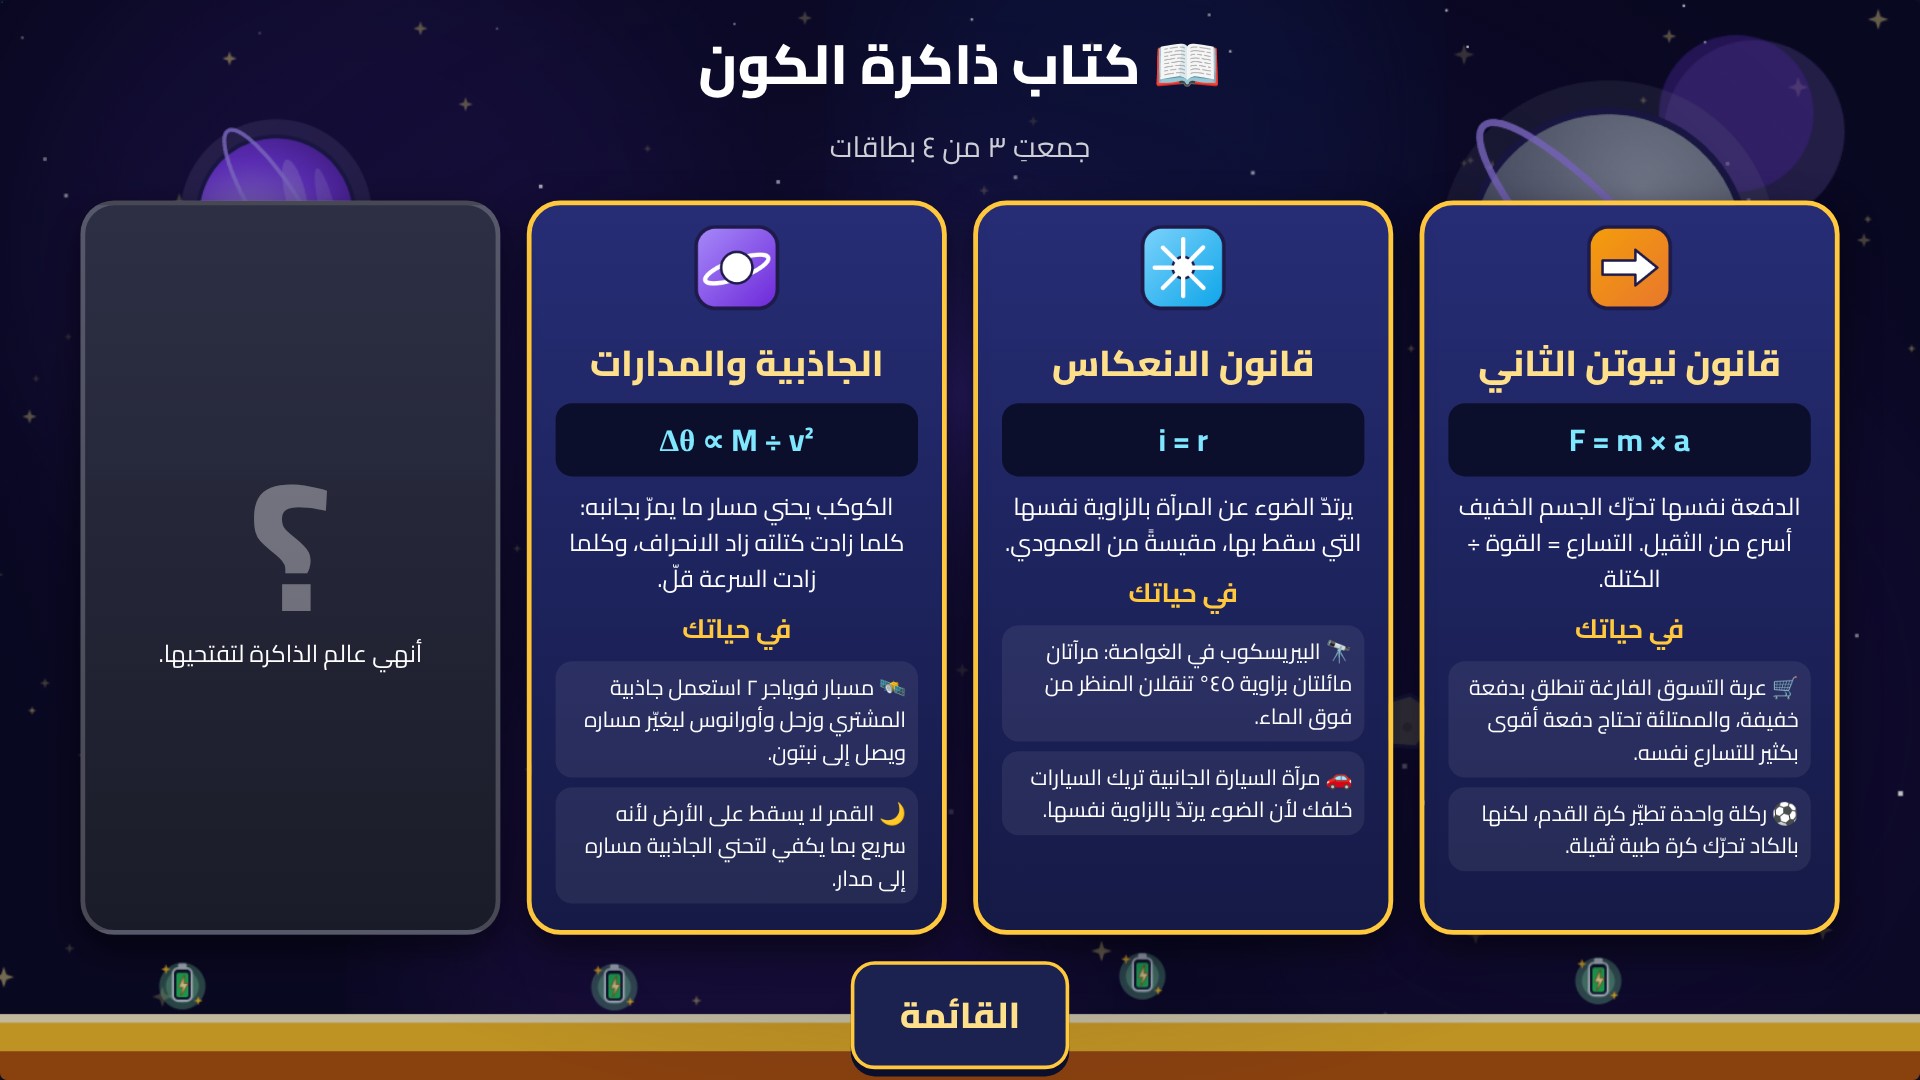 📖 كتاب ذاكرة الكون
جمعتِ ٣ من ٤ بطاقات
قانون نيوتن الثاني
F = m × a
الدفعة نفسها تحرّك الجسم الخفيف
أسرع من الثقيل. التسارع = القوة ÷
الكتلة.
في حياتك
🛒 عربة التسوق الفارغة تنطلق بدفعة
خفيفة، والممتلئة تحتاج دفعة أقوى
بكثير للتسارع نفسه.
⚽ ركلة واحدة تطيّر كرة القدم، لكنها
بالكاد تحرّك كرة طبية ثقيلة.
قانون الانعكاس
i = r
يرتدّ الضوء عن المرآة بالزاوية نفسها
التي سقط بها، مقيسةً من العمودي.
في حياتك
🔭 البيريسكوب في الغواصة: مرآتان
مائلتان بزاوية ٤٥° تنقلان المنظر من
فوق الماء.
🚗 مرآة السيارة الجانبية تريك السيارات
خلفك لأن الضوء يرتدّ بالزاوية نفسها.
الجاذبية والمدارات
Δθ ∝ M ÷ v²
الكوكب يحني مسار ما يمرّ بجانبه:
كلما زادت كتلته زاد الانحراف، وكلما
زادت السرعة قلّ.
في حياتك
🛰️ مسبار فوياجر ٢ استعمل جاذبية
المشتري وزحل وأورانوس ليغيّر مساره
ويصل إلى نبتون.
🌙 القمر لا يسقط على الأرض لأنه
سريع بما يكفي لتحني الجاذبية مساره
إلى مدار.
؟
أنهي عالم الذاكرة لتفتحيها.
القائمة